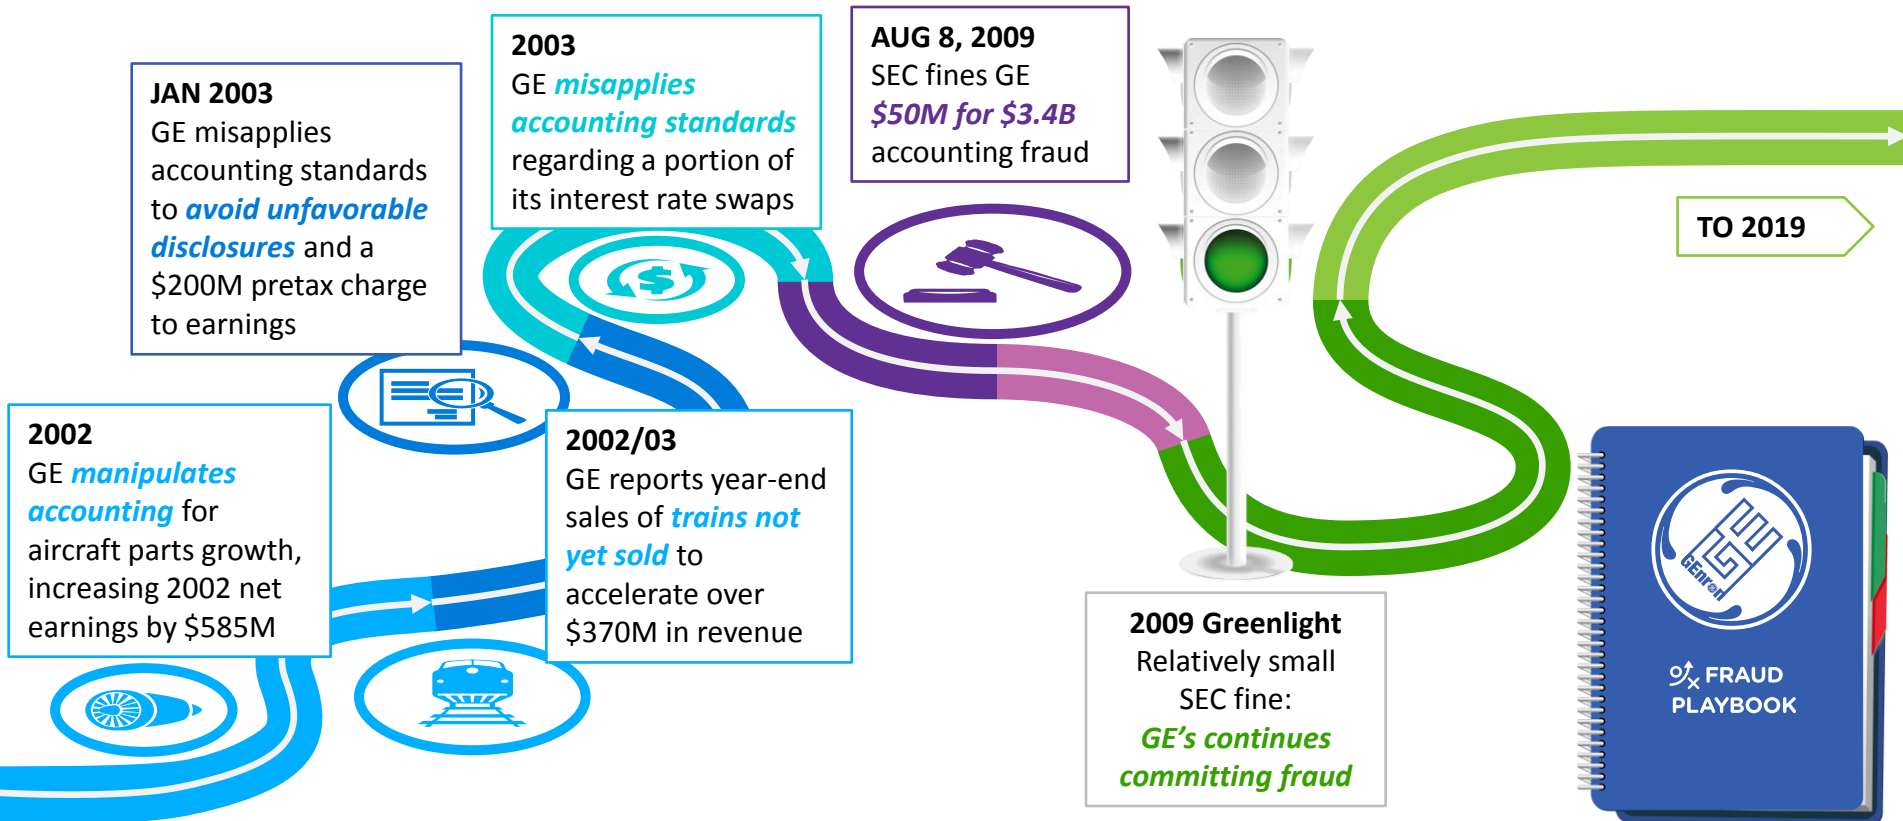 2002
GE manipulates
accounting for
aircraft parts growth,
increasing 2002 net
earnings by $585M
JAN 2003
GE misapplies
accounting standards
to avoid unfavorable
disclosures and a
$200M pretax charge
to earnings
2002/03
GE reports year-end
sales of trains not
yet sold to
accelerate over
$370M in revenue
2003
GE misapplies
accounting standards
regarding a portion of
its interest rate swaps
$
AUG 8, 2009
SEC fines GE
$50M for $3.4B
accounting fraud
2009 Greenlight
Relatively small
SEC fine:
GE's continues
committing fraud
TO 2019
GE
GEnron
FRAUD
PLAYBOOK